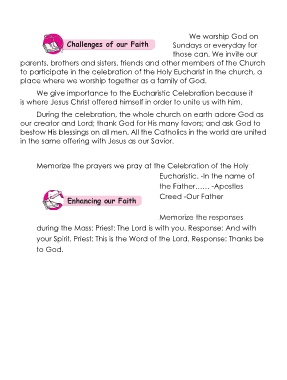 Challenges of our Faith
We worship God on
Sundays or everyday for
those can. We invite our
parents, brothers and sisters, friends and other members of the Church
to participate in the celebration of the Holy Eucharist in the church, a
place where we worship together as a family of God.
We give importance to the Eucharistic Celebration because it
is where Jesus Christ offered himself in order to unite us with him.
During the celebration, the whole church on earth adore God as
our creator and Lord; thank God for His many favors; and ask God to
bestow His blessings on all men. All the Catholics in the world are united
in the same offering with Jesus as our Savior.
Memorize the prayers we pray at the Celebration of the Holy
Eucharistic. -In the name of
the Father...... -Apostles
Enhancing our Faith
Creed -Our Father
Memorize the responses
during the Mass: Priest: The Lord is with you. Response: And with
your Spirit. Priest: This is the Word of the Lord. Response: Thanks be
to God.